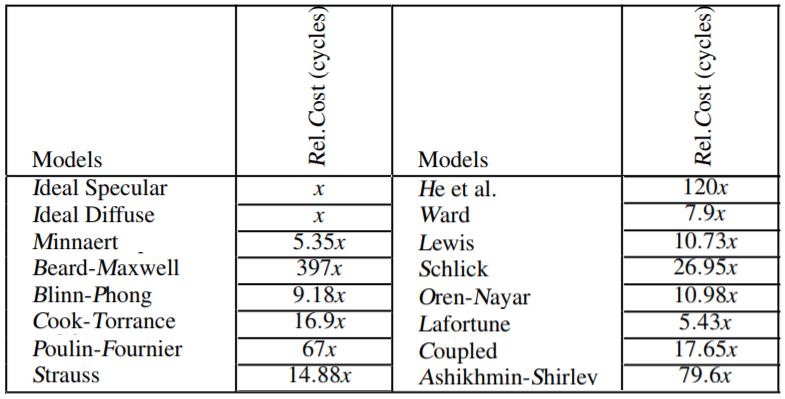 Models Rel.Cost (cycles) Models Rel.Cost (cycles)
Ideal Specular x He et al. 120x
Ideal Diffuse x Ward 7.9x
Minnaert 5.35x Lewis 10.73x
Beard-Maxwell 397x Schlick 26.95x
Blinn-Phong 9.18x Oren-Nayar 10.98x
Cook-Torrance 16.9x Lafortune 5.43x
Poulin-Fournier 67x Coupled 17.65x
Strauss 14.88x Ashikhmin-Shirley 79.6x